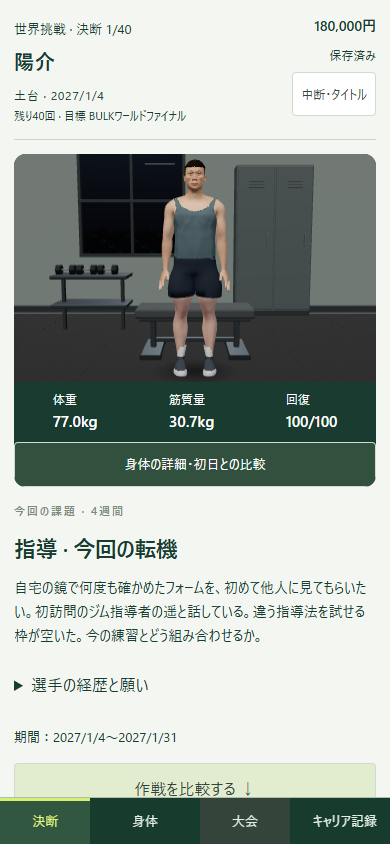 世界挑戦・決断 1/40
180,000円
陽介
保存済み
中断・タイトル
土台・2027/1/4
残り40回・目標 BULKワールドファイナル
体重
筋質量
回復
77.0kg
30.7kg
100/100
身体の詳細・初日との比較
今回の課題・4週間
指導・今回の転機
自宅の鏡で何度も確かめたフォームを、初めて他人に見てもらいたい。初訪問のジム指導者の遥と話している。違う指導法を試せる枠が空いた。今の練習とどう組み合わせるか。
▶ 選手の経歴と願い
期間:2027/1/4〜2027/1/31
作戦を比較する ↓
決断
身体
大会
キャリア記録